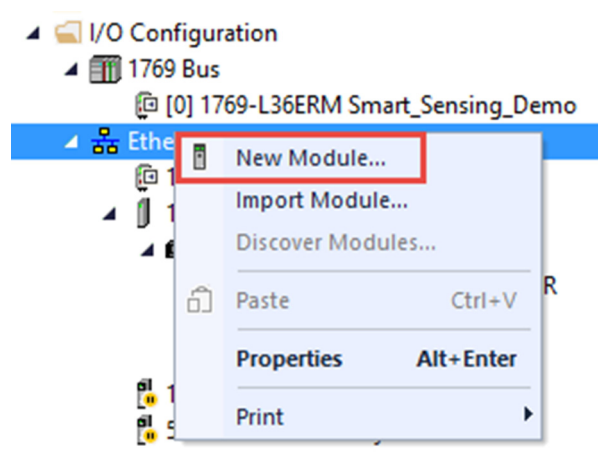 I/O Configuration
1769 Bus
[0] 1769-L36ERM Smart_Sensing_Demo
Ethe
New Module...
Import Module...
Discover Modules...
Paste Ctrl+V
R
Properties Alt+Enter
Print